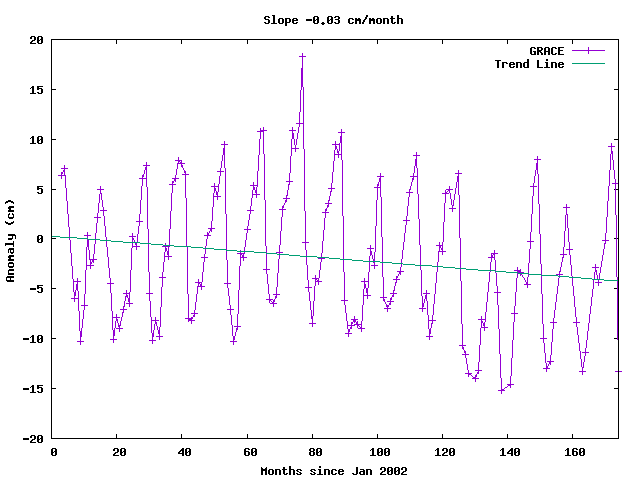 Slope -0.03 cm/month
GRACE
Trend Line
20
15
10
5
0
-5
-10
-15
-20
Anomaly (cm)
0 20 40 60 80 100 120 140 160
Months since Jan 2002